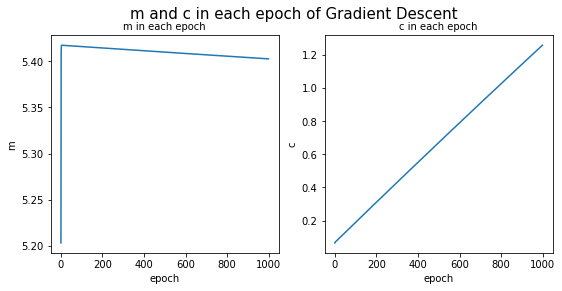 m and c in each epoch of Gradient Descent
m in each epoch
m
5.40
5.35
5.30
5.25
5.20
0 200 400 600 800 1000
epoch
c in each epoch
c
1.2
1.0
0.8
0.6
0.4
0.2
0 200 400 600 800 1000
epoch